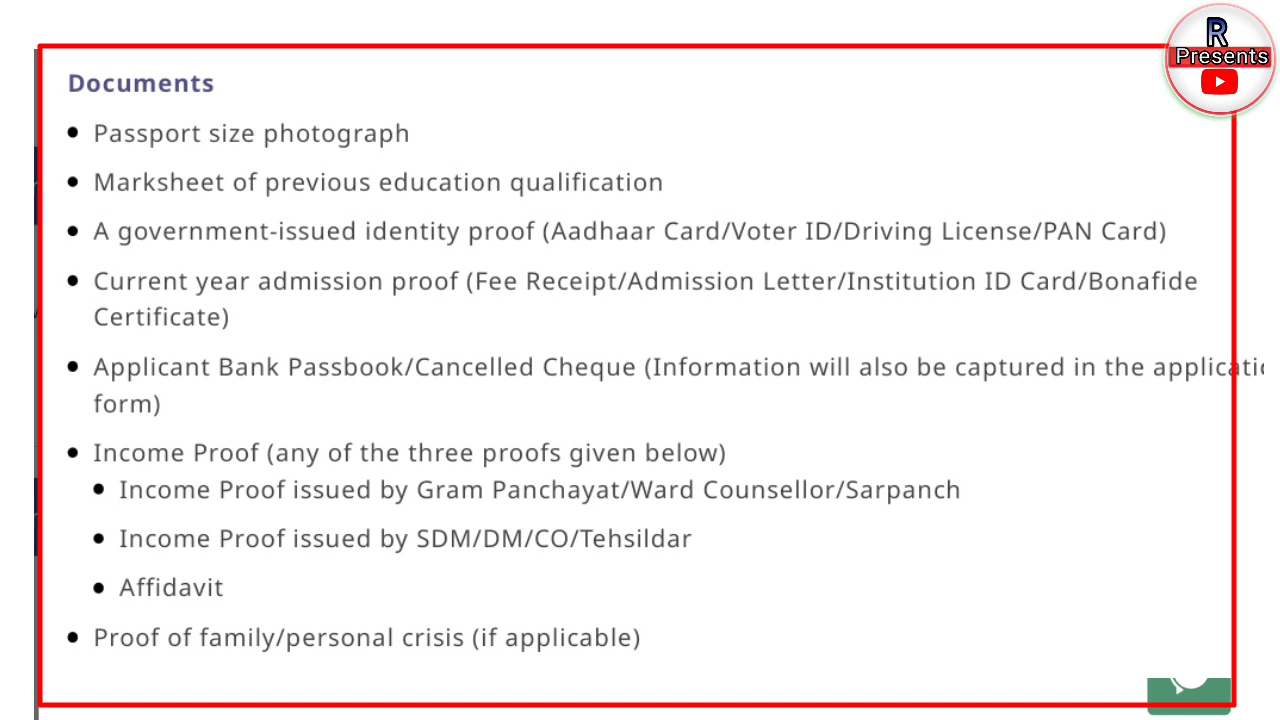 R
Presents
Documents
Passport size photograph
Marksheet of previous education qualification
A government-issued identity proof (Aadhaar Card/Voter ID/Driving License/PAN Card)
Current year admission proof (Fee Receipt/Admission Letter/Institution ID Card/Bonafide
Certificate)
Applicant Bank Passbook/Cancelled Cheque (Information will also be captured in the
form)
Income Proof (any of the three proofs given below)
Income Proof issued by Gram Panchayat/Ward Counsellor/Sarpanch
Income Proof issued by SDM/DM/CO/Tehsildar
Affidavit
Proof of family/personal crisis (if applicable)